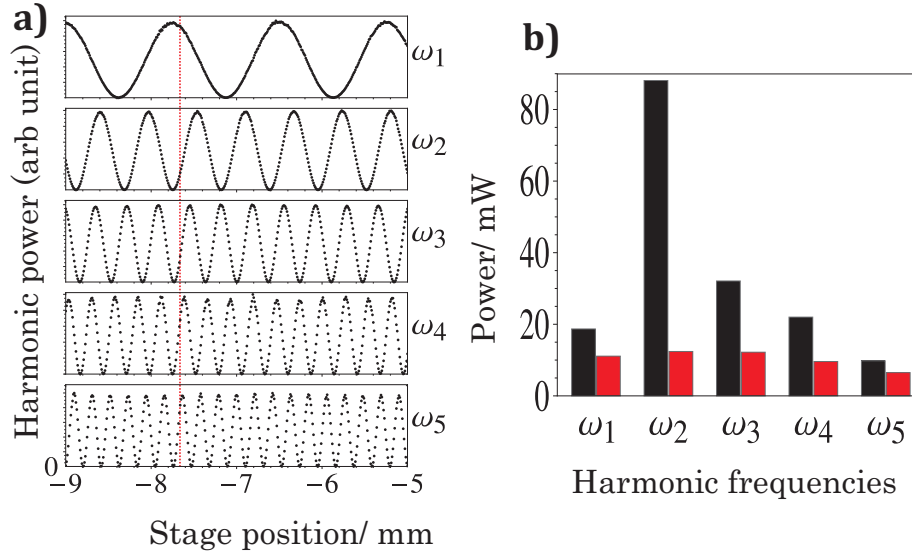 a)
Harmonic power (arb unit)
ω1
ω2
ω3
ω4
ω5
0
−9 −8 −7 −6 −5
Stage position/ mm
b)
Power/ mW
80
60
40
20
0
ω1 ω2 ω3 ω4 ω5
Harmonic frequencies